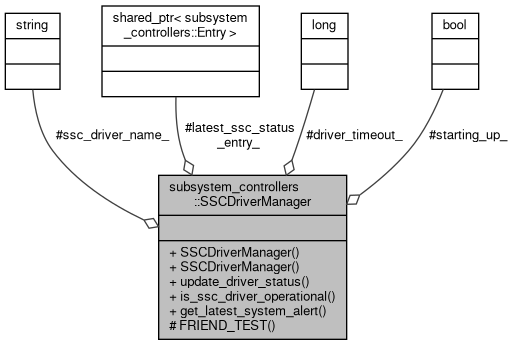 string
shared_ptr< subsystem
_controllers::Entry >
long
bool
#ssc_driver_name_
#latest_ssc_status
_entry_
#driver_timeout_
#starting_up_
subsystem_controllers
::SSCDriverManager
+ SSCDriverManager()
+ SSCDriverManager()
+ update_driver_status()
+ is_ssc_driver_operational()
+ get_latest_system_alert()
# FRIEND_TEST()